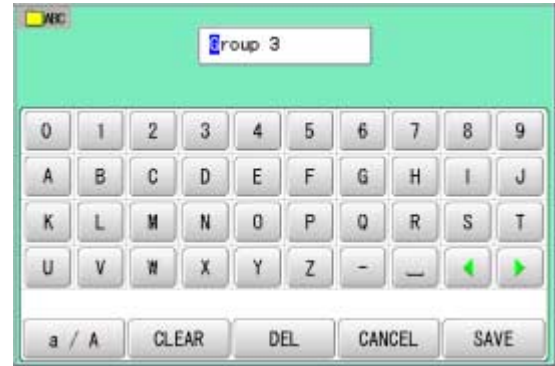 ABC
Group 3
0 1 2 3 4 5 6 7 8 9
A B C D E F G H I J
K L M N O P Q R S T
U V W X Y Z - _
a / A CLEAR DEL CANCEL SAVE